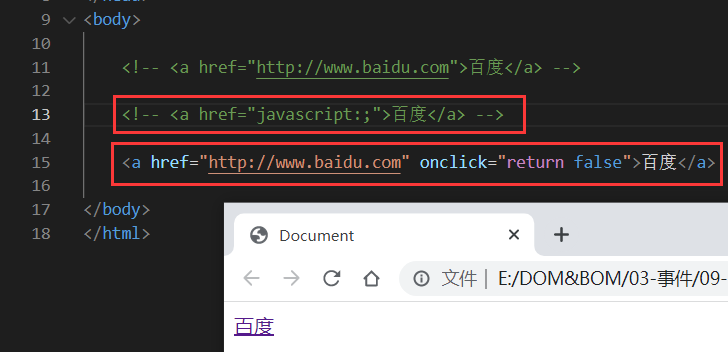 9 <body>
10
11 <!-- <a href="http://www.baidu.com">百度</a> -->
12
13 <!-- <a href="javascript:;">百度</a> -->
14
15 <a href="http://www.baidu.com" onclick="return false">百度</a>
16
17 </body>
18 </html>
Document
文件 | E:/DOM&BOM/03-事件/09-
百度